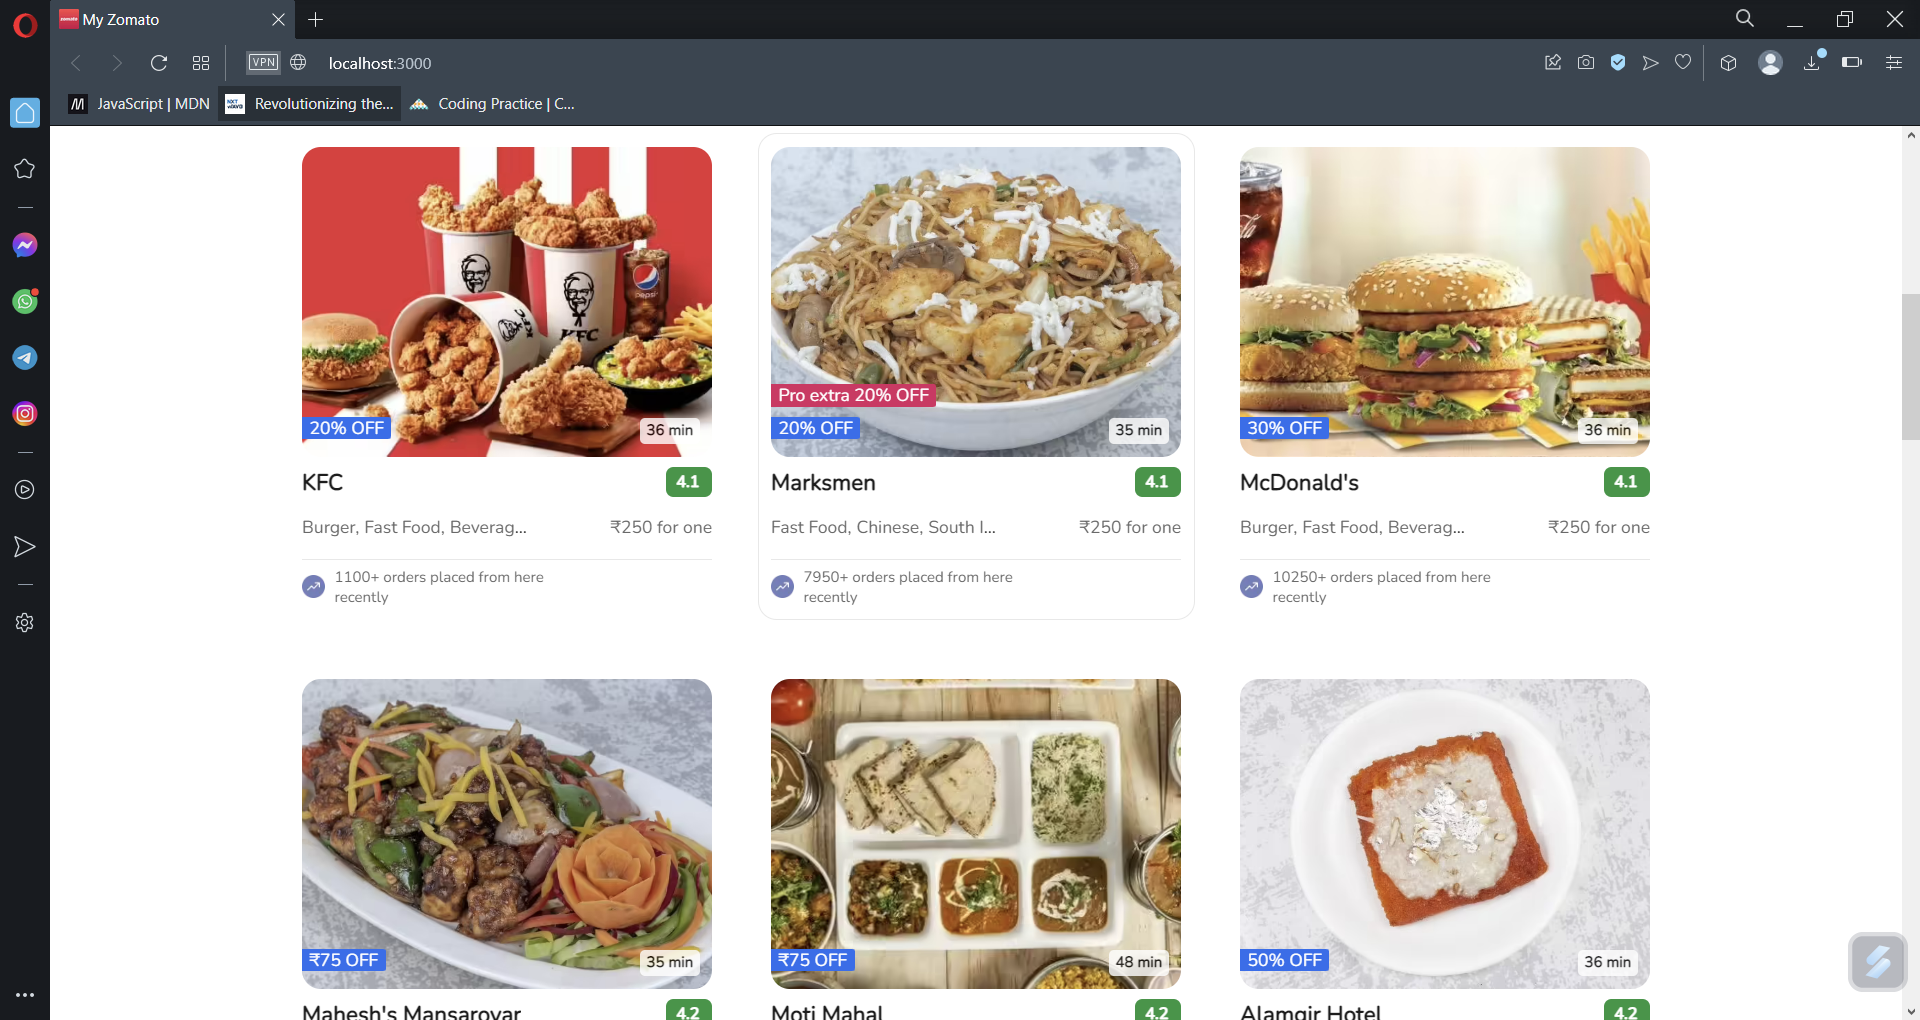 My Zomato
VPN
localhost:3000
JavaScript | MDN
Revolutionizing the...
Coding Practice | C...
KFC
pepsi
20% OFF
36 min
Pro extra 20% OFF
20% OFF
35 min
30% OFF
36 min
KFC
4.1
Marksmen
4.1
McDonald's
4.1
Burger, Fast Food, Beverag...
₹250 for one
Fast Food, Chinese, South I...
₹250 for one
Burger, Fast Food, Beverag...
₹250 for one
1100+ orders placed from here
recently
7950+ orders placed from here
recently
10250+ orders placed from here
recently
₹75 OFF
35 min
₹75 OFF
48 min
50% OFF
36 min
Mahesh's Mansarovar
4.2
Moti Mahal
4.2
Alamgir Hotel
4.2